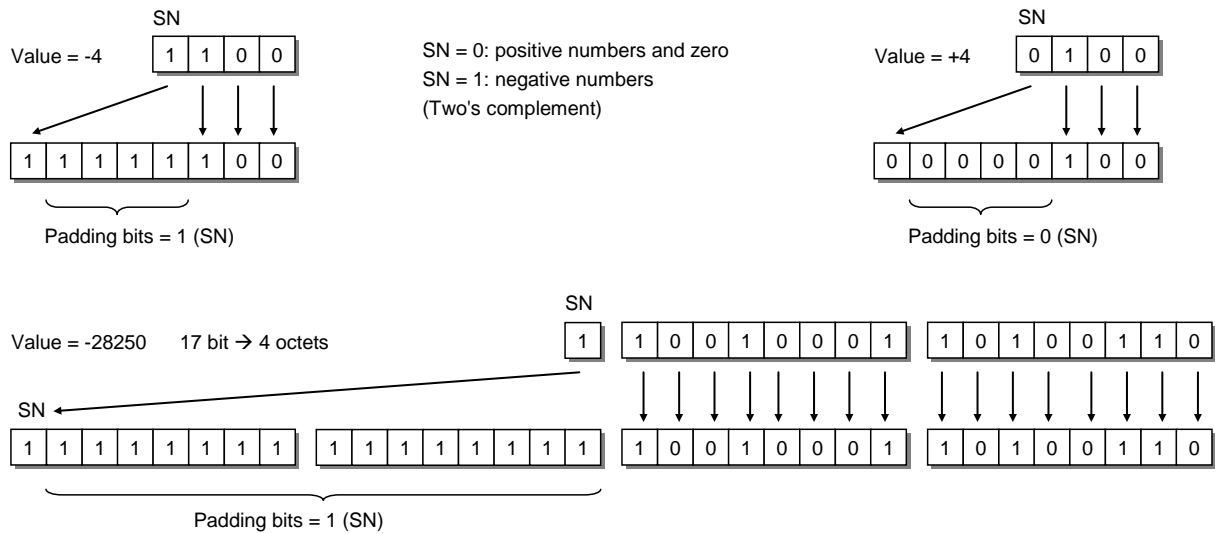 SN
Value = -4
1 1 0 0
1 1 1 1 1 1 0 0
Padding bits = 1 (SN)
SN = 0: positive numbers and zero
SN = 1: negative numbers
(Two's complement)
SN
Value = +4
0 1 0 0
0 0 0 0 0 1 0 0
Padding bits = 0 (SN)
SN
Value = -28250 17 bit → 4 octets
1 1 0 0 1 0 0 0 1 1 0 1 0 0 1 1 0
SN
1 1 1 1 1 1 1 1 1 1 1 1 1 1 1 1 1 0 0 1 0 0 0 1 1 0 1 0 0 1 1 0
Padding bits = 1 (SN)